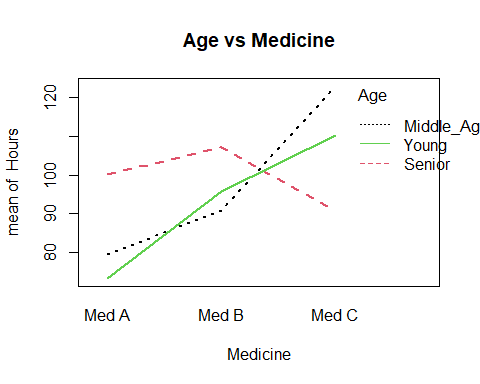 Age vs Medicine
Age
Middle_Ag
Young
Senior
120
100
90
80
mean of Hours
Med A Med B Med C
Medicine